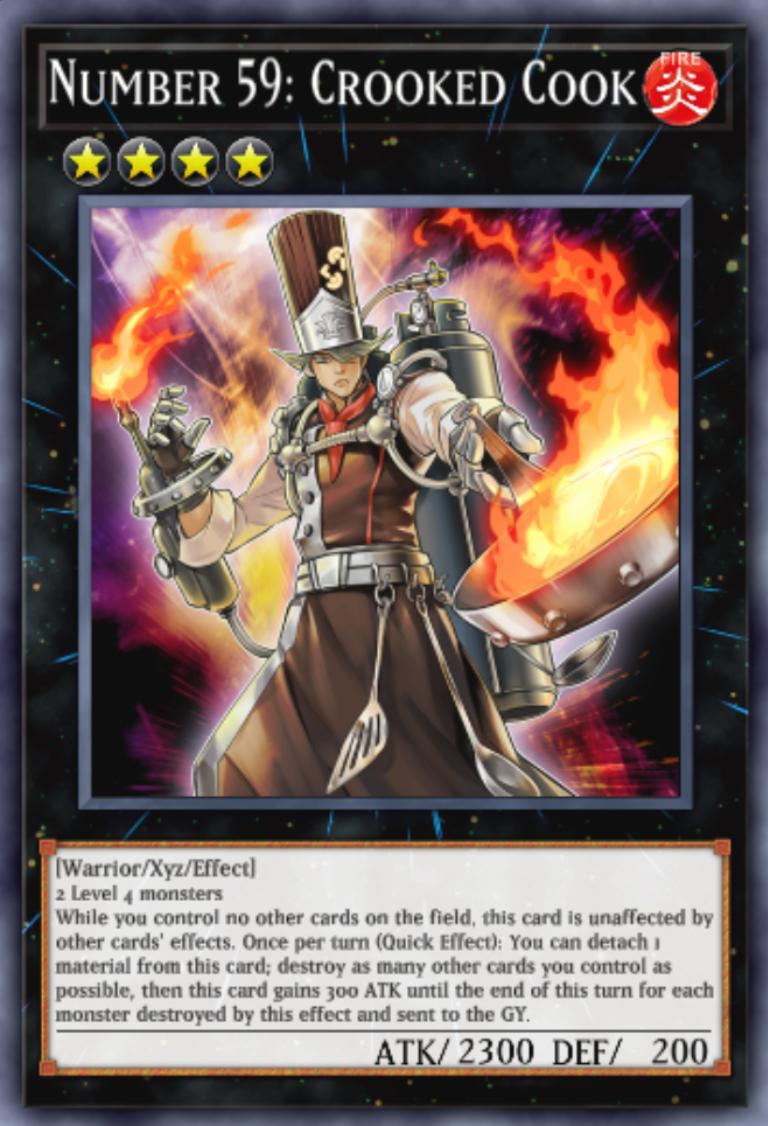 Number 59: Crooked Cook
FIRE
炎
[Warrior/Xyz/Effect]
2 Level 4 monsters
While you control no other cards on the field, this card is unaffected by
other cards' effects. Once per turn (Quick Effect): You can detach 1
material from this card; destroy as many other cards you control as
possible, then this card gains 300 ATK until the end of this turn for each
monster destroyed by this effect and sent to the GY.
ATK/ 2300 DEF/ 200